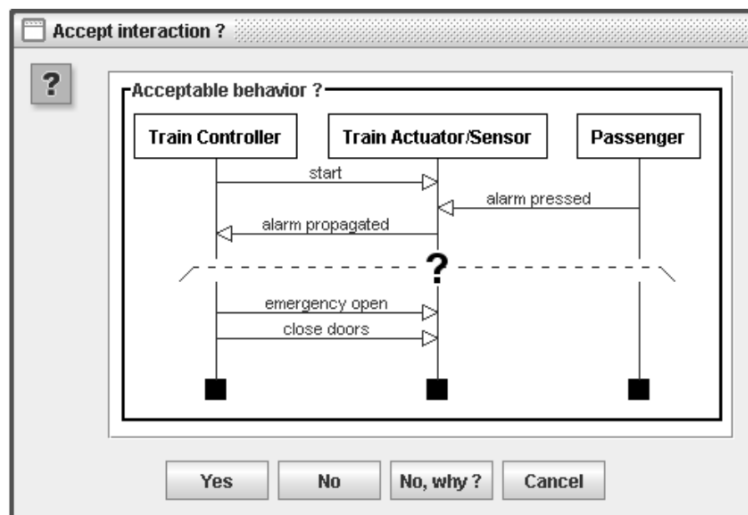 Accept interaction ?
?
Acceptable behavior ?
Train Controller Train Actuator/Sensor Passenger
start
alarm pressed
alarm propagated
?
emergency open
close doors
Yes No No, why ? Cancel